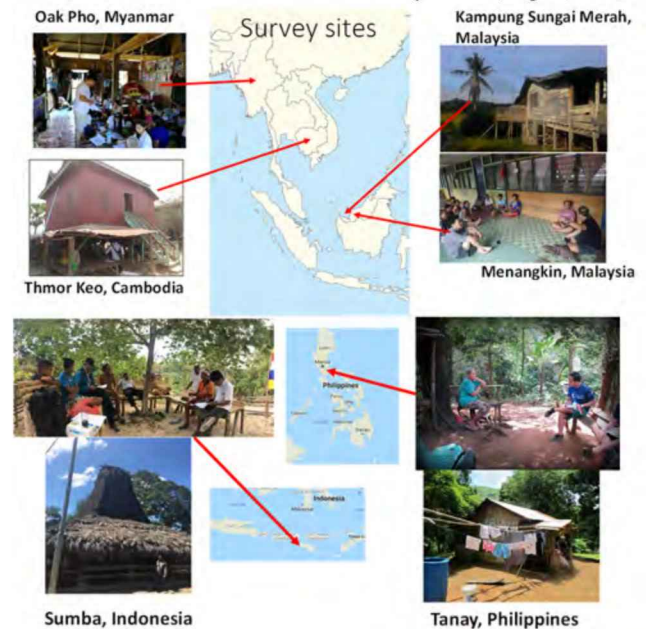 Oak Pho, Myanmar
Survey sites
Kampung Sungai Merah,
Malaysia
Thmor Keo, Cambodia
Menangkin, Malaysia
Philippines
Indonesia
Sumba, Indonesia
Tanay, Philippines